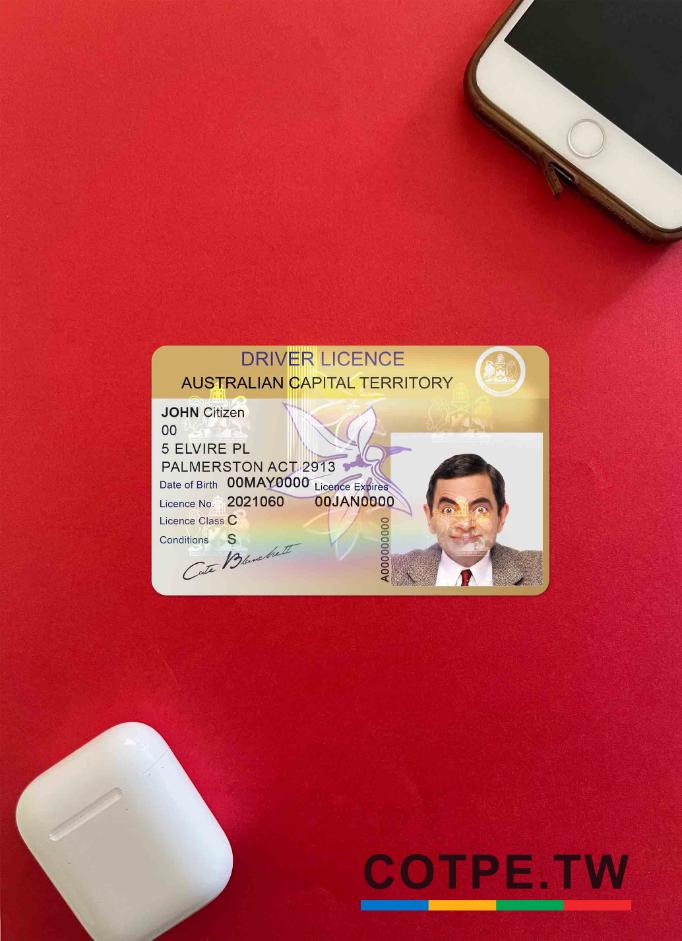 DRIVER LICENCE
AUSTRALIAN CAPITAL TERRITORY
JOHN Citizen
00
5 ELVIRE PL
PALMERSTON ACT 2913
Date of Birth 00MAY0000 Licence Expires
Licence No. 2021060 00JAN0000
Licence Class C
Conditions S
Cate Blanchett
A000000000
COTPE.TW